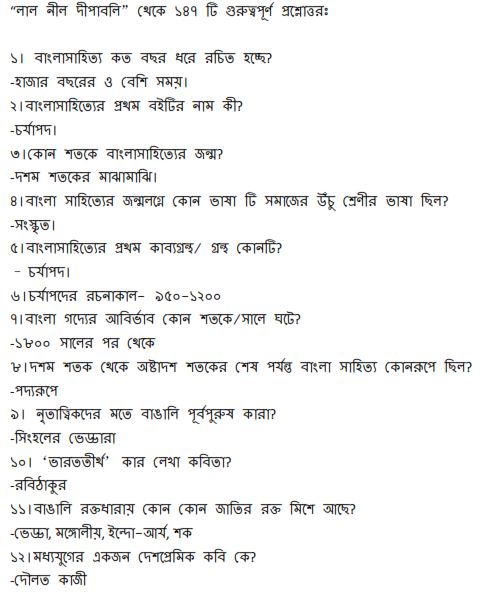 “লাল নীল দীপাবলি” থেকে ১৪৭ টি গুরুত্বপূর্ণ প্রশ্নোত্তরঃ
১। বাংলাসাহিত্য কত বছর ধরে রচিত হচ্ছে?
-হাজার বছরের ও বেশি সময়।
২।বাংলাসাহিত্যের প্রথম বইটির নাম কী?
-চর্যাপদ।
৩।কোন শতকে বাংলাসাহিত্যের জন্ম?
-দশম শতকের মাঝামাঝি।
৪।বাংলা সাহিত্যের জন্মলগ্নে কোন ভাষা টি সমাজের উঁচু শ্রেণীর ভাষা ছিল?
-সংস্কৃত।
৫।বাংলাসাহিত্যের প্রথম কাব্যগ্রন্থ/ গ্রন্থ কোনটি?
- চর্যাপদ।
৬।চর্যাপদের রচনাকাল- ৯৫০-১২০০
৭।বাংলা গদ্যের আবির্ভাব কোন শতকে/সালে ঘটে?
-১৮০০ সালের পর থেকে
৮।দশম শতক থেকে অষ্টাদশ শতকের শেষ পর্যন্ত বাংলা সাহিত্য কোনরূপে ছিল?
-পদ্যরূপে
৯। নৃতাত্ত্বিকদের মতে বাঙালি পূর্বপুরুষ কারা?
-সিংহলের ভেড্ডারা
১০। ‘ভারততীর্থ’ কার লেখা কবিতা?
-রবিঠাকুর
১১।বাঙালি রক্তধারায় কোন কোন জাতির রক্ত মিশে আছে?
-ভেড্ডা, মঙ্গোলীয়, ইন্দো-আর্য, শক
১২।মধ্যযুগের একজন দেশপ্রেমিক কবি কে?
-দৌলত কাজী